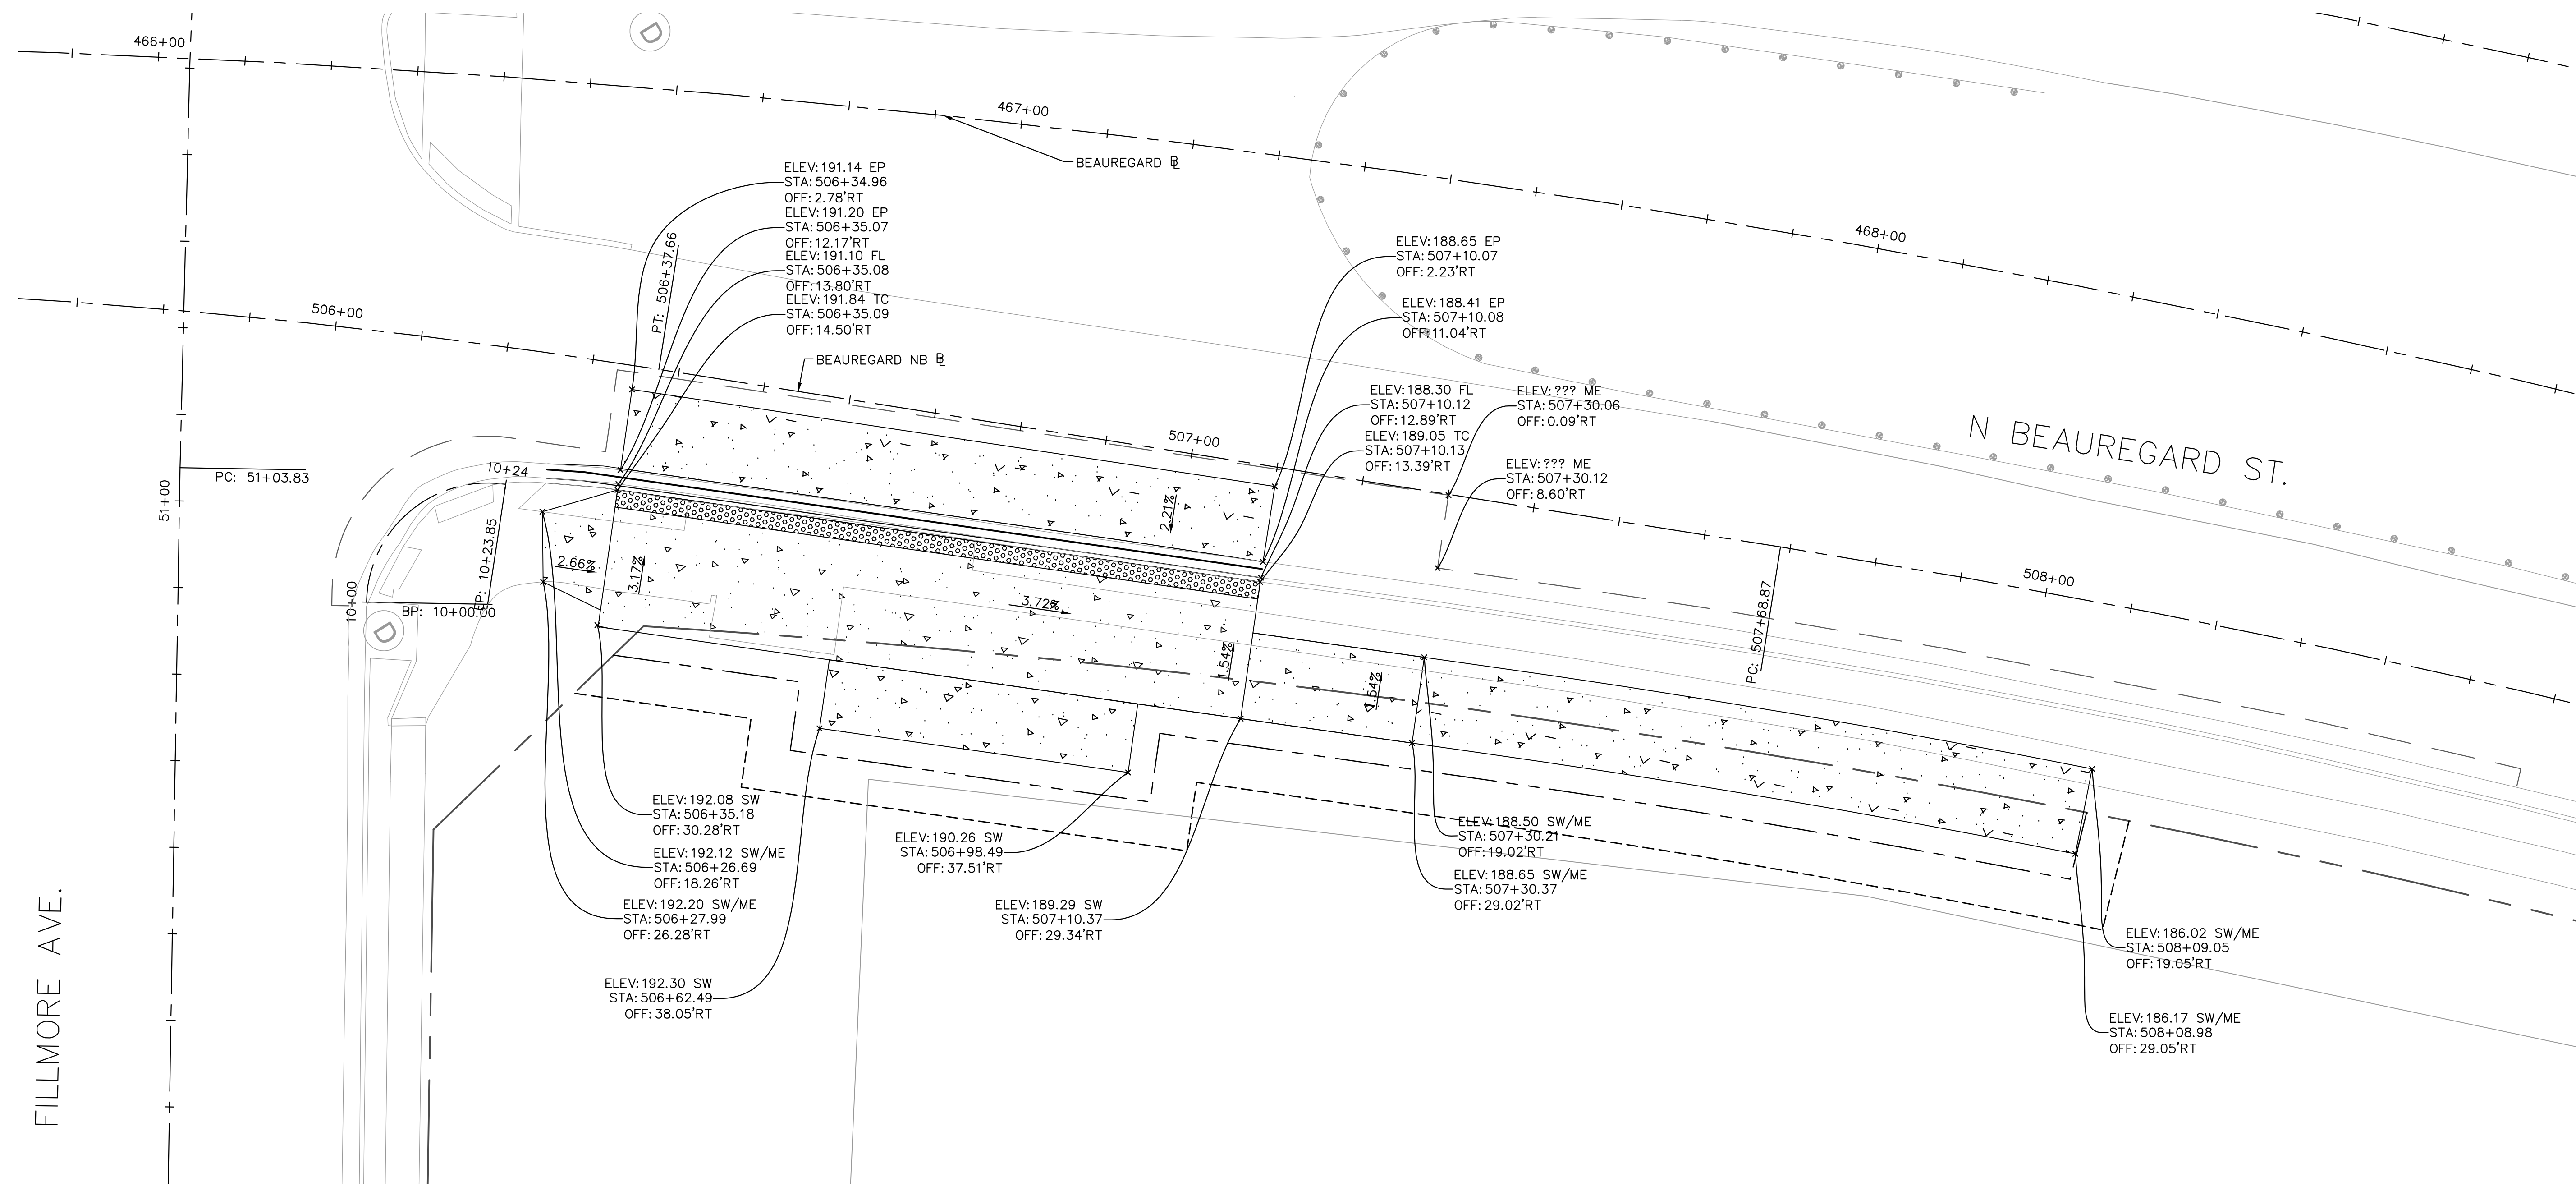 466+00
D
467+00
BEAUREGARD BL
468+00
ELEV: 191.14 EP
STA: 506+34.96
OFF: 2.78'RT
ELEV: 191.20 EP
STA: 506+35.07
OFF: 12.17'RT
ELEV: 191.10 FL
STA: 506+35.08
OFF: 13.80'RT
ELEV: 191.84 TC
STA: 506+35.09
OFF: 14.50'RT
PT: 506+37.66
506+00
BEAUREGARD NB BL
ELEV: 188.65 EP
STA: 507+10.07
OFF: 2.23'RT
ELEV: 188.41 EP
STA: 507+10.08
OFF: 11.04'RT
ELEV: 188.30 FL
STA: 507+10.12
OFF: 12.89'RT
ELEV: 189.05 TC
STA: 507+10.13
OFF: 13.39'RT
ELEV: ??? ME
STA: 507+30.06
OFF: 0.09'RT
ELEV: ??? ME
STA: 507+30.12
OFF: 8.60'RT
N BEAUREGARD ST.
507+00
508+00
PC: 507+68.87
PC: 51+03.83
51+00
10+24
EP: 10+23.85
10+00
BP: 10+00.00
D
2.66%
3.17%
2.21%
3.72%
1.54%
1.54%
ELEV: 192.08 SW
STA: 506+35.18
OFF: 30.28'RT
ELEV: 192.12 SW/ME
STA: 506+26.69
OFF: 18.26'RT
ELEV: 192.20 SW/ME
STA: 506+27.99
OFF: 26.28'RT
ELEV: 192.30 SW
STA: 506+62.49
OFF: 38.05'RT
ELEV: 190.26 SW
STA: 506+98.49
OFF: 37.51'RT
ELEV: 189.29 SW
STA: 507+10.37
OFF: 29.34'RT
ELEV: 188.50 SW/ME
STA: 507+30.21
OFF: 19.02'RT
ELEV: 188.65 SW/ME
STA: 507+30.37
OFF: 29.02'RT
ELEV: 186.02 SW/ME
STA: 508+09.05
OFF: 19.05'RT
ELEV: 186.17 SW/ME
STA: 508+08.98
OFF: 29.05'RT
FILLMORE AVE.